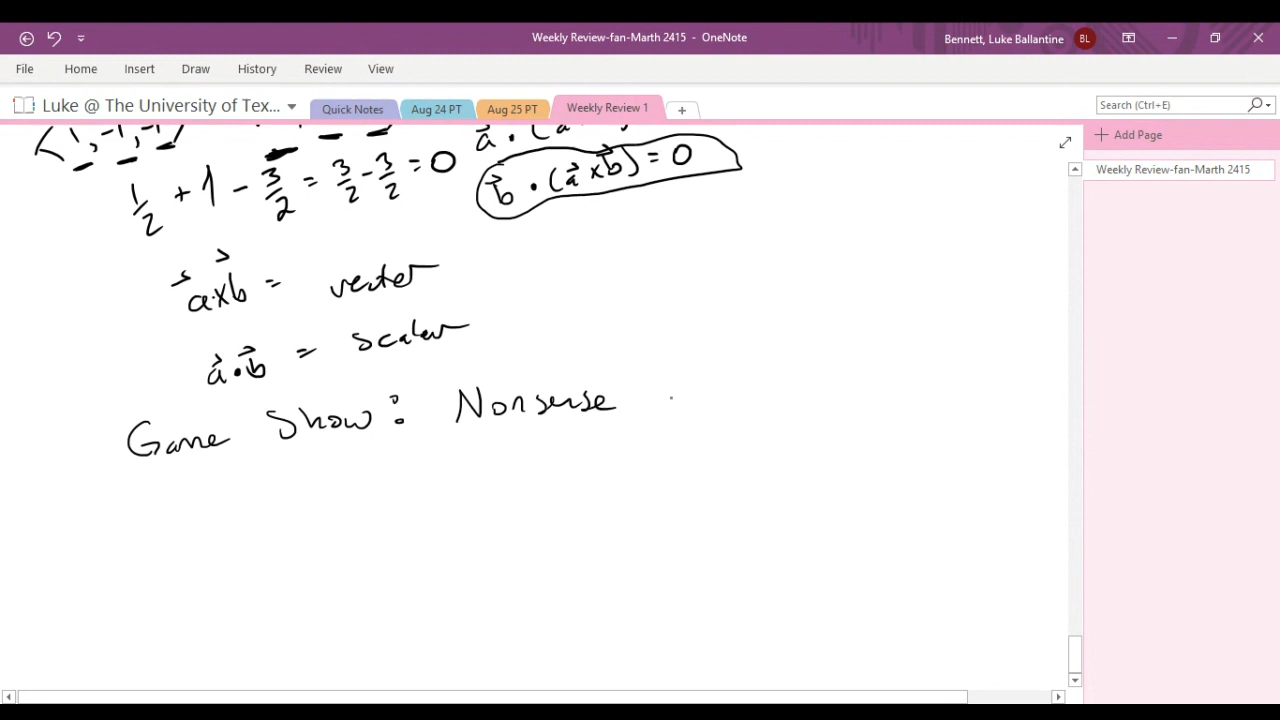 Weekly Review-fan-Marth 2415 - OneNote
Bennett, Luke Ballantine BL
File Home Insert Draw History Review View
Luke @ The University of Tex...
Quick Notes Aug 24 PT Aug 25 PT Weekly Review 1 +
Search (Ctrl+E)
Add Page
Weekly Review-fan-Marth 2415
<1, -1, -1>
1/2 + 1 - 3/2 = 3/2 - 3/2 = 0
b⃗ · (a⃗ × b⃗) = 0
a⃗ × b⃗ = vector
a⃗ · b⃗ = scalar
Game Show: Nonsense